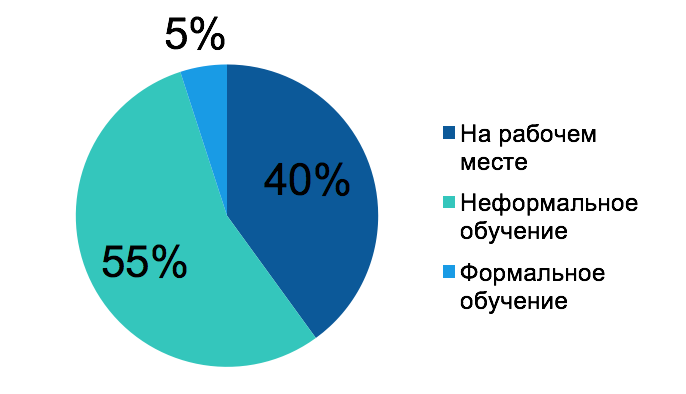 5%
40%
55%
На рабочем
месте
Неформальное
обучение
Формальное
обучение